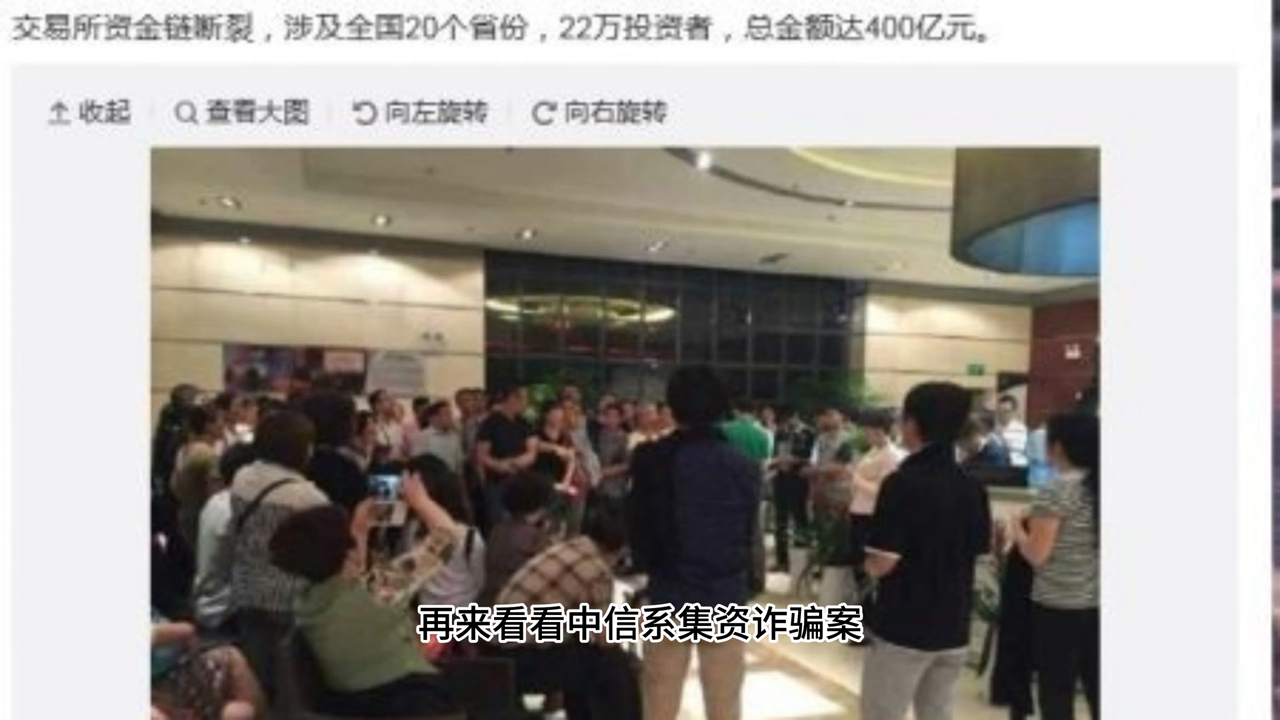 交易所资金链断裂，涉及全国20个省份，22万投资者，总金额达400亿元。
收起 查看大图 向左旋转 向右旋转
再来看看中信系集资诈骗案